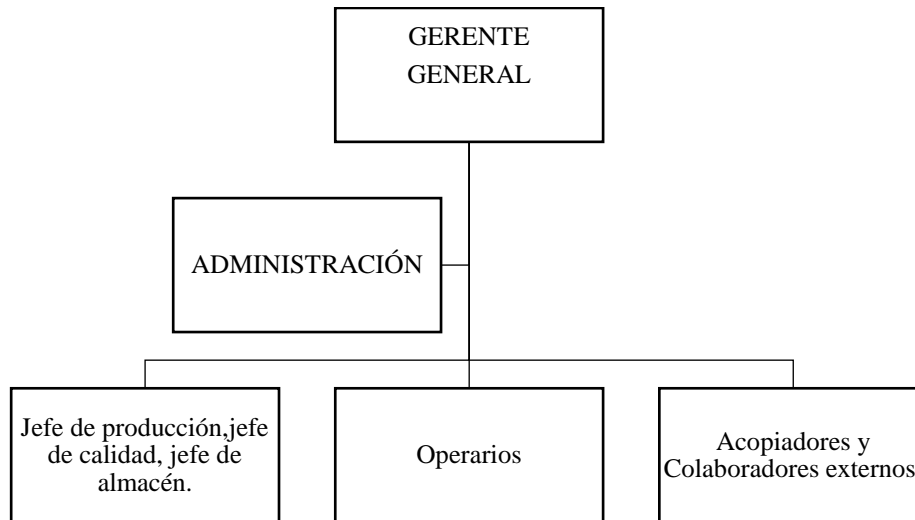 GERENTE
GENERAL
ADMINISTRACIÓN
Jefe de producción,jefe
de calidad, jefe de
almacén.
Operarios
Acopiadores y
Colaboradores externos